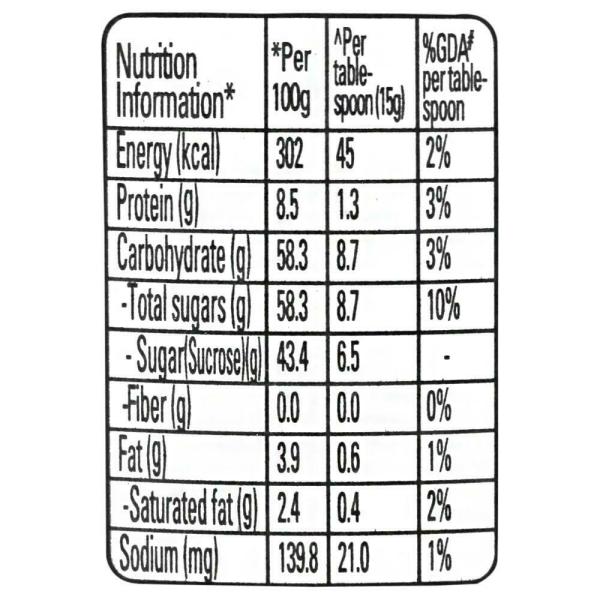 Nutrition Information* *Per 100g ^Per table-spoon (15g) %GDA# per table-spoon
Energy (kcal) 302 45 2%
Protein (g) 8.5 1.3 3%
Carbohydrate (g) 58.3 8.7 3%
-Total sugars (g) 58.3 8.7 10%
- Sugar(Sucrose)(g) 43.4 6.5 -
-Fiber (g) 0.0 0.0 0%
Fat (g) 3.9 0.6 1%
-Saturated fat (g) 2.4 0.4 2%
Sodium (mg) 139.8 21.0 1%